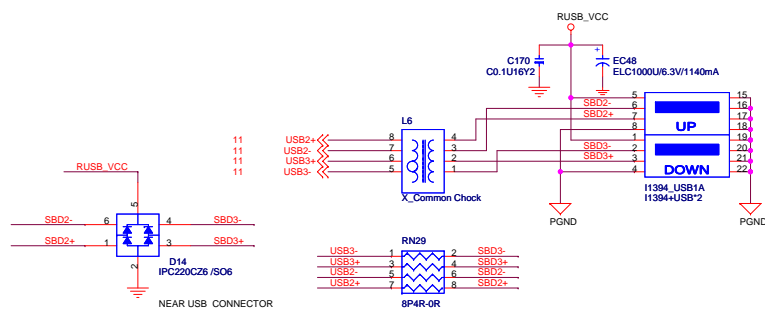 RUSB_VCC
C170
C0.1U16Y2
+
EC48
ELC1000U/6.3V/1140mA
SBD2-
SBD2+
SBD3-
SBD3+
5
6
7
8
1
2
3
4
UP
DOWN
15
16
17
18
19
20
21
22
I1394_USB1A
I1394+USB*2
PGND
PGND
L6
11
11
11
11
USB2+
USB2-
USB3+
USB3-
8
7
6
5
4
3
2
1
X_Common Chock
RUSB_VCC
5
SBD2-
6
4
SBD3-
SBD2+
1
3
SBD3+
2
D14
IPC220CZ6 /SO6
NEAR USB CONNECTOR
RN29
USB3-
1
2
SBD3-
USB3+
3
4
SBD3+
USB2-
5
6
SBD2-
USB2+
7
8
SBD2+
8P4R-0R